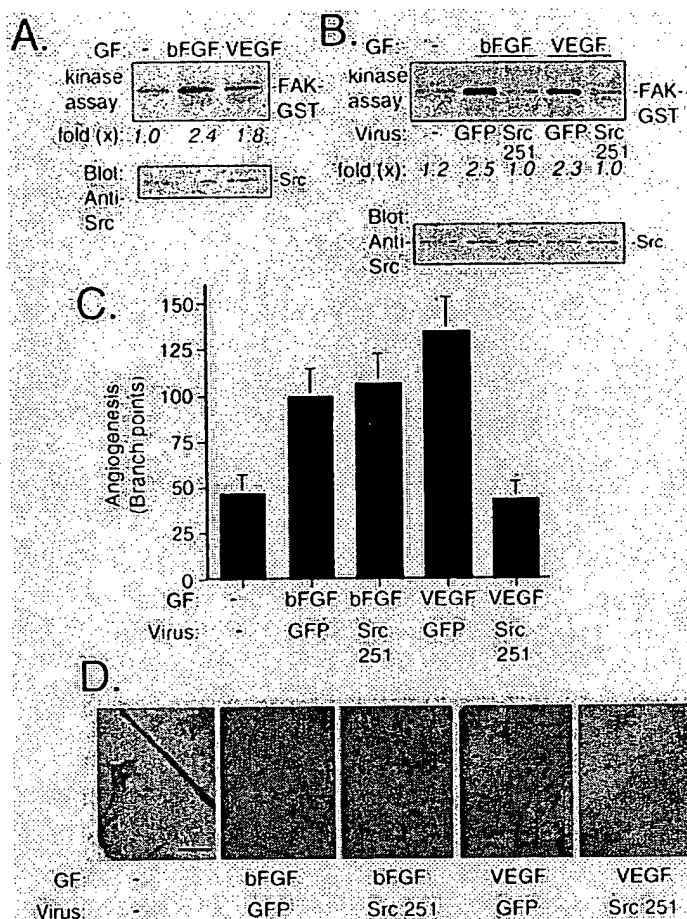 A.
GF: - bFGF VEGF
kinase assay
FAK-GST
fold (x): 1.0 2.4 1.8
Blot: Anti-Src
Src
B.
GF: - bFGF VEGF
kinase assay
-FAK-GST
Virus: - GFP Src 251 GFP Src 251
fold (x): 1.2 2.5 1.0 2.3 1.0
Blot: Anti-Src
-Src
C.
Angiogenesis
(Branch points)
150
125
100
75
50
25
0
GF: - bFGF bFGF VEGF VEGF
Virus: - GFP Src 251 GFP Src 251
D.
GF: - bFGF bFGF VEGF VEGF
Virus: - GFP Src 251 GFP Src 251